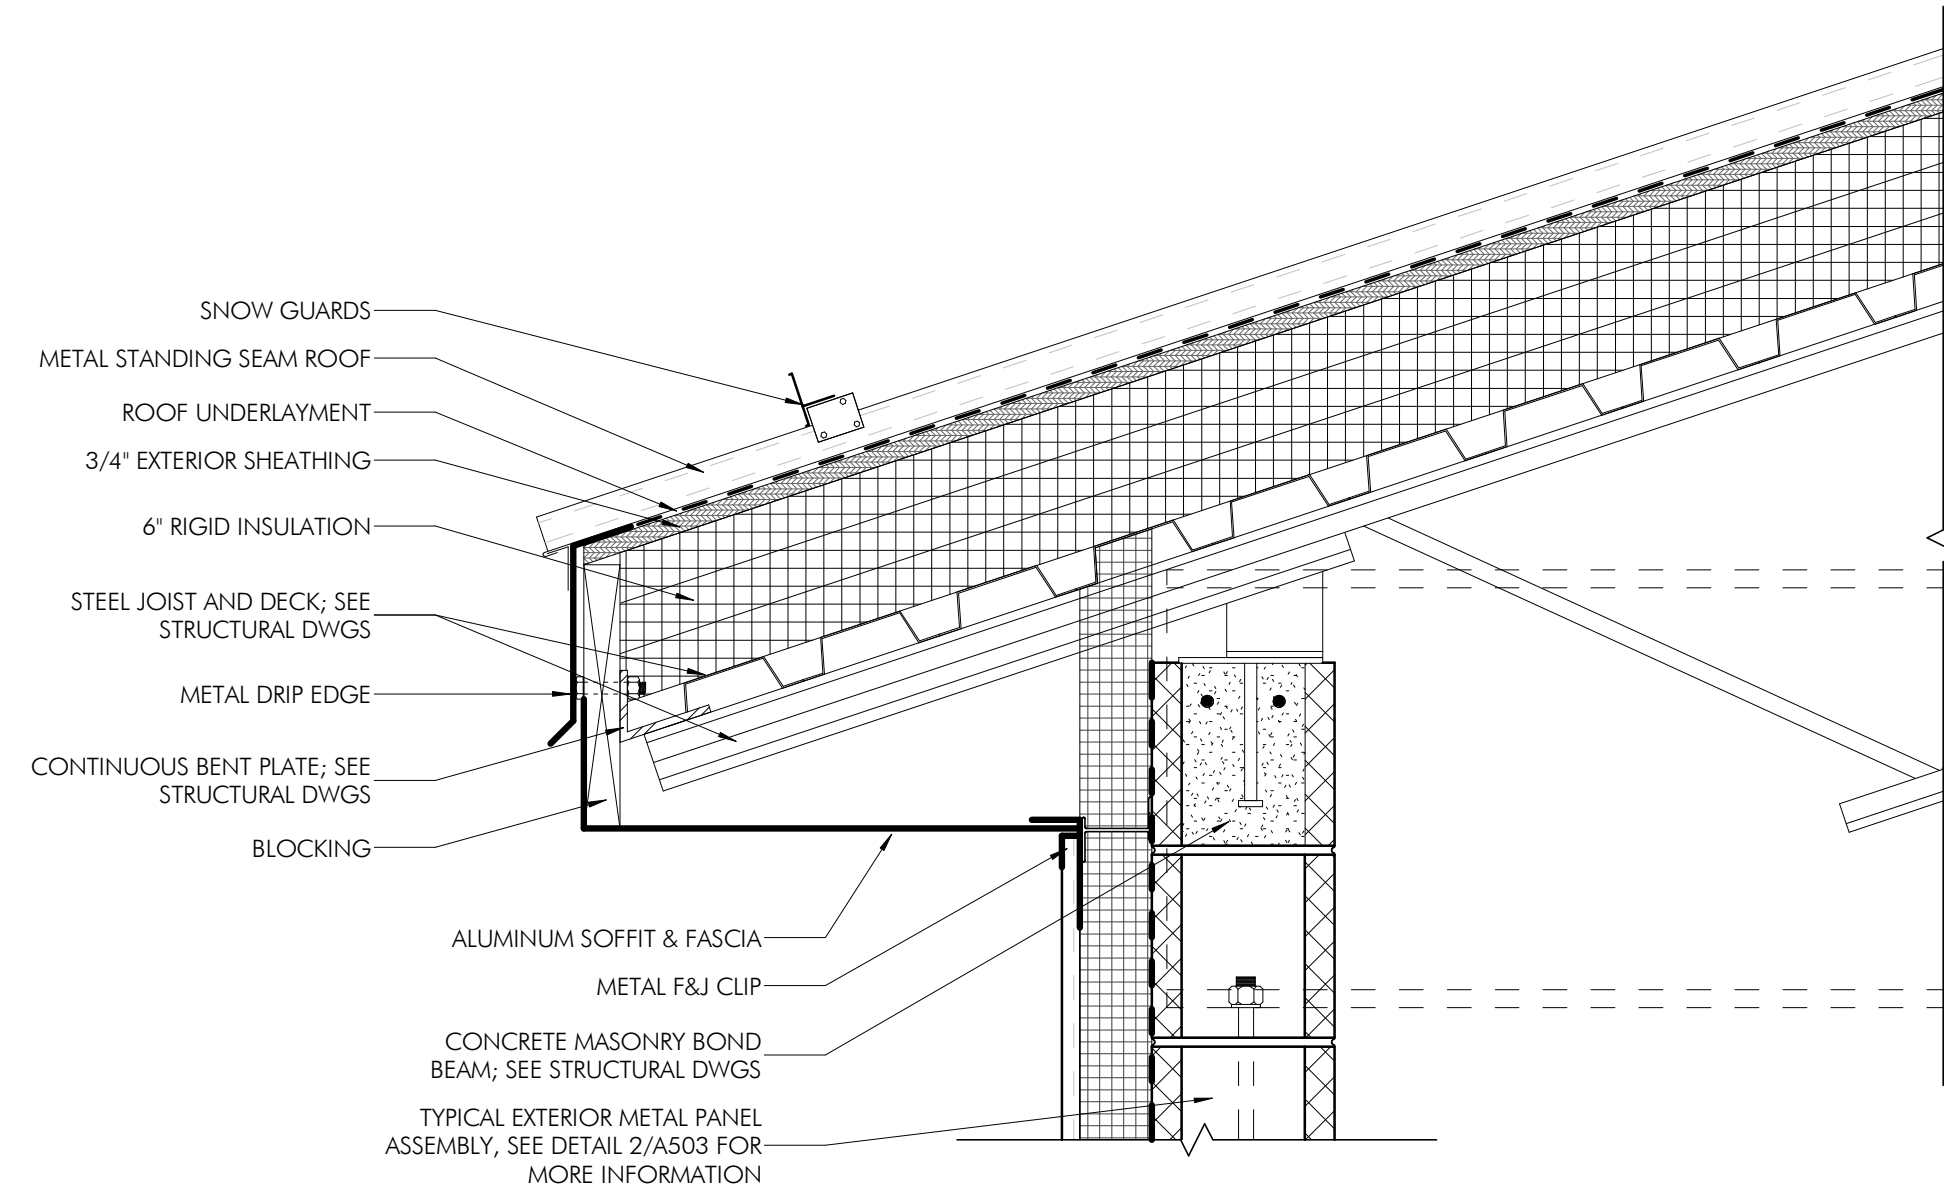 SNOW GUARDS
METAL STANDING SEAM ROOF
ROOF UNDERLAYMENT
3/4" EXTERIOR SHEATHING
6" RIGID INSULATION
STEEL JOIST AND DECK; SEE
STRUCTURAL DWGS
METAL DRIP EDGE
CONTINUOUS BENT PLATE; SEE
STRUCTURAL DWGS
BLOCKING
ALUMINUM SOFFIT & FASCIA
METAL F&J CLIP
CONCRETE MASONRY BOND
BEAM; SEE STRUCTURAL DWGS
TYPICAL EXTERIOR METAL PANEL
ASSEMBLY, SEE DETAIL 2/A503 FOR
MORE INFORMATION